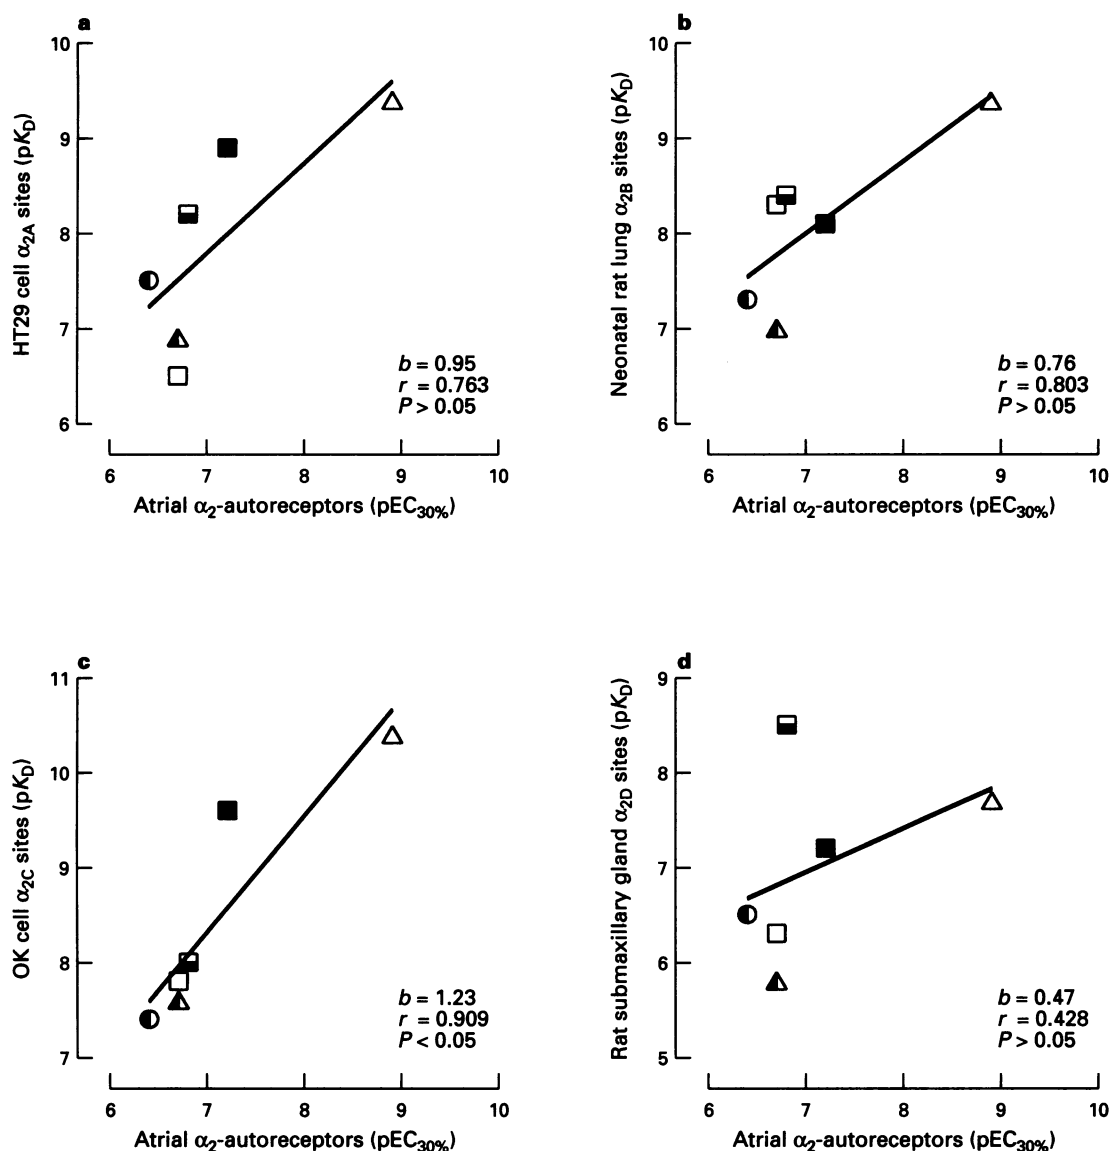 a
HT29 cell α2A sites (pKD)
10
9
8
7
6
b = 0.95
r = 0.763
P > 0.05
6 7 8 9 10
Atrial α2-autoreceptors (pEC30%)
b
Neonatal rat lung α2B sites (pKD)
10
9
8
7
6
b = 0.76
r = 0.803
P > 0.05
6 7 8 9 10
Atrial α2-autoreceptors (pEC30%)
c
OK cell α2C sites (pKD)
11
10
9
8
7
b = 1.23
r = 0.909
P < 0.05
6 7 8 9 10
Atrial α2-autoreceptors (pEC30%)
d
Rat submaxillary gland α2D sites (pKD)
9
8
7
6
5
b = 0.47
r = 0.428
P > 0.05
6 7 8 9 10
Atrial α2-autoreceptors (pEC30%)